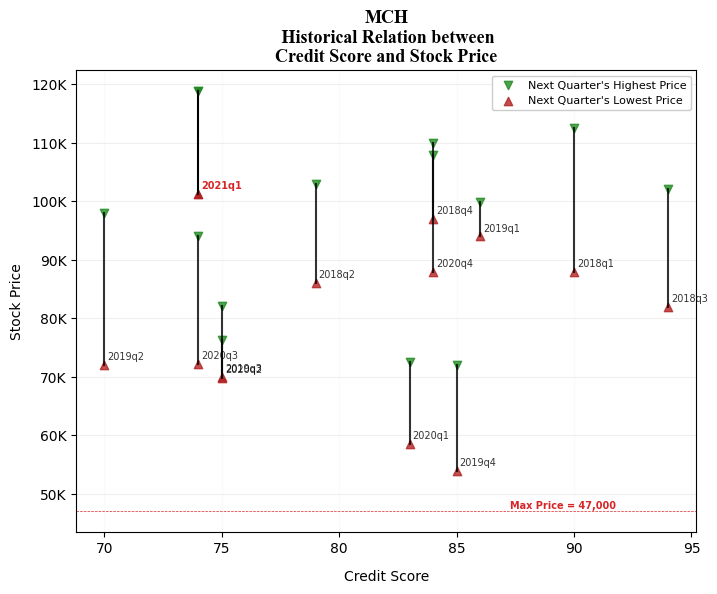 MCH
Historical Relation between
Credit Score and Stock Price
Next Quarter's Highest Price
Next Quarter's Lowest Price
120K
110K
100K
90K
80K
70K
60K
50K
Stock Price
2021q1
2018q4
2019q1
2018q2
2020q4
2018q1
2018q3
2019q2
2020q3
2020q1
2019q4
Max Price = 47,000
70
75
80
85
90
95
Credit Score